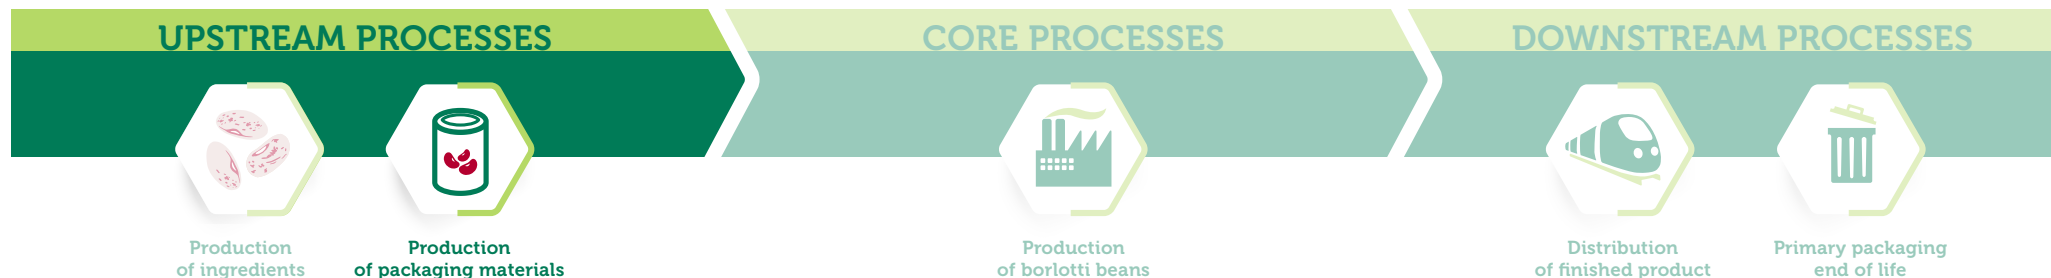 UPSTREAM PROCESSES
CORE PROCESSES
DOWNSTREAM PROCESSES
Production
of ingredients
Production
of packaging materials
Production
of borlotti beans
Distribution
of finished product
Primary packaging
end of life